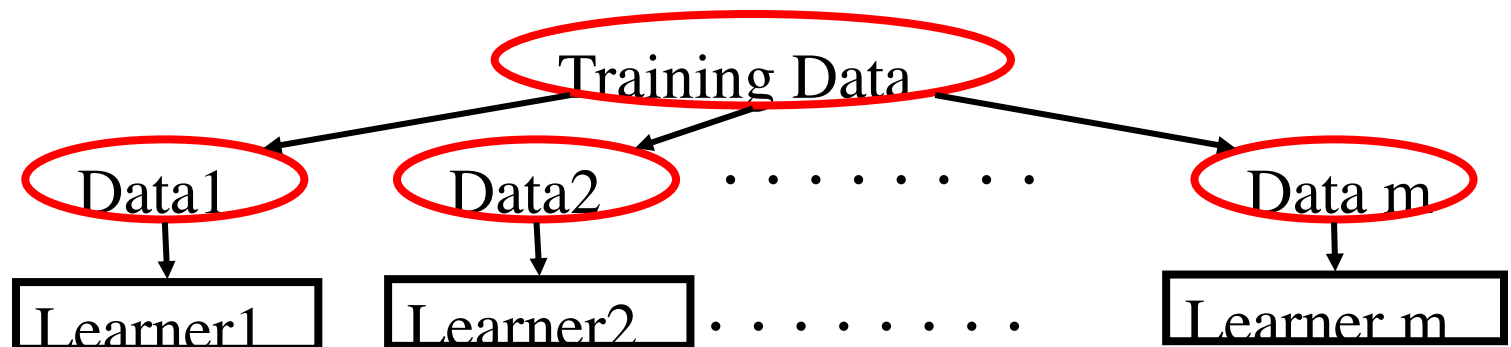 Training Data
Data1 Data2 . . . . . . . . Data m
Learner1 Learner2 . . . . . . . . Learner m